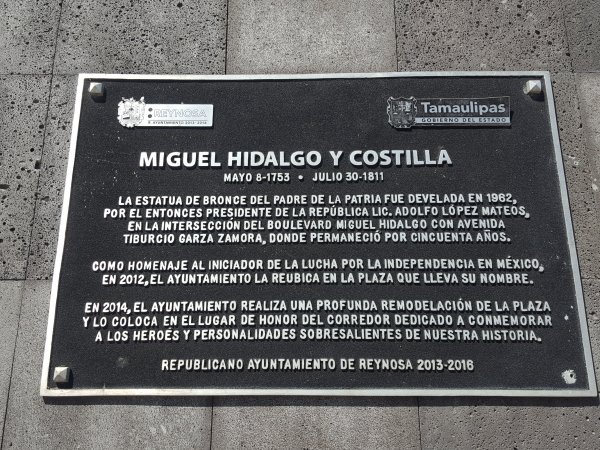 REYNOSA
R. AYUNTAMIENTO 2013-2016
Tamaulipas
GOBIERNO DEL ESTADO
MIGUEL HIDALGO Y COSTILLA
MAYO 8-1753 • JULIO 30-1811
LA ESTATUA DE BRONCE DEL PADRE DE LA PATRIA FUE DEVELADA EN 1962,
POR EL ENTONCES PRESIDENTE DE LA REPÚBLICA LIC. ADOLFO LÓPEZ MATEOS,
EN LA INTERSECCIÓN DEL BOULEVARD MIGUEL HIDALGO CON AVENIDA
TIBURCIO GARZA ZAMORA, DONDE PERMANECIÓ POR CINCUENTA AÑOS.
COMO HOMENAJE AL INICIADOR DE LA LUCHA POR LA INDEPENDENCIA EN MÉXICO,
EN 2012, EL AYUNTAMIENTO LA REUBICA EN LA PLAZA QUE LLEVA SU NOMBRE.
EN 2014, EL AYUNTAMIENTO REALIZA UNA PROFUNDA REMODELACIÓN DE LA PLAZA
Y LO COLOCA EN EL LUGAR DE HONOR DEL CORREDOR DEDICADO A CONMEMORAR
A LOS HEROÉS Y PERSONALIDADES SOBRESALIENTES DE NUESTRA HISTORIA.
REPUBLICANO AYUNTAMIENTO DE REYNOSA 2013-2016